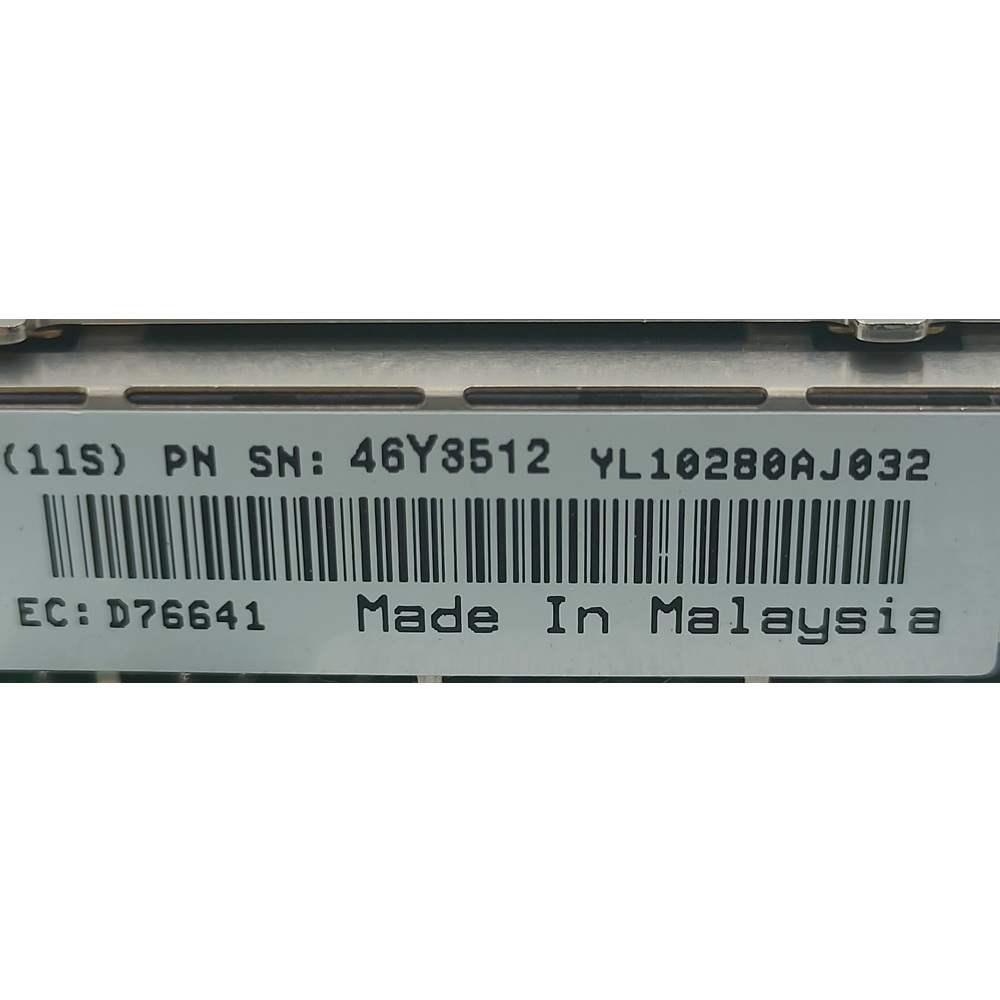 (11S) PN SN: 46Y3512 YL10280AJ032
EC: D76641 Made In Malaysia